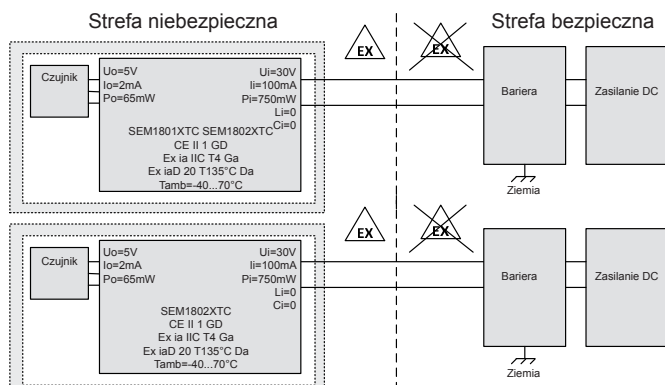 Strefa niebezpieczna
Strefa bezpieczna
EX
EX
Czujnik
Uo=5V
Io=2mA
Po=65mW
Ui=30V
Ii=100mA
Pi=750mW
Li=0
Ci=0
SEM1801XTC SEM1802XTC
CE II 1 GD
Ex ia IIC T4 Ga
Ex iaD 20 T135°C Da
Tamb=-40...70°C
Bariera
Zasilanie DC
Ziemia
EX
EX
Czujnik
Uo=5V
Io=2mA
Po=65mW
Ui=30V
Ii=100mA
Pi=750mW
Li=0
Ci=0
SEM1802XTC
CE II 1 GD
Ex ia IIC T4 Ga
Ex iaD 20 T135°C Da
Tamb=-40...70°C
Bariera
Zasilanie DC
Ziemia